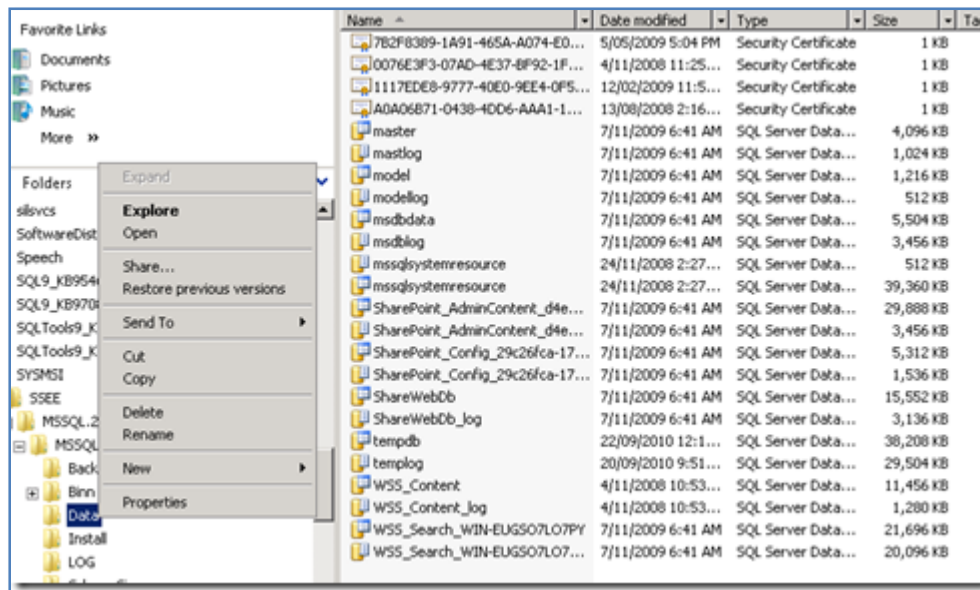 Favorite Links
Documents
Pictures
Music
More »
Folders
silsvcs
SoftwareDist
Speech
SQL9_KB954
SQL9_KB970
SQLTools9_K
SQLTools9_K
SYSMSI
SSEE
MSSQL.2
MSSQL
Back
Binn
Data
Install
LOG
Expand
Explore
Open
Share...
Restore previous versions
Send To
Cut
Copy
Delete
Rename
New
Properties
Name Date modified Type Size Ta
7B2F8389-1A91-465A-A074-E0... 5/05/2009 5:04 PM Security Certificate 1 KB
0076E3F3-07AD-4E37-BF92-1F... 4/11/2008 11:25... Security Certificate 1 KB
1117EDE8-9777-40E0-9EE4-0F5... 12/02/2009 11:5... Security Certificate 1 KB
A0A06B71-0438-4DD6-AAA1-1... 13/08/2008 2:16... Security Certificate 1 KB
master 7/11/2009 6:41 AM SQL Server Data... 4,096 KB
mastlog 7/11/2009 6:41 AM SQL Server Data... 1,024 KB
model 7/11/2009 6:41 AM SQL Server Data... 1,216 KB
modellog 7/11/2009 6:41 AM SQL Server Data... 512 KB
msdbdata 7/11/2009 6:41 AM SQL Server Data... 5,504 KB
msdblog 7/11/2009 6:41 AM SQL Server Data... 3,456 KB
mssqlsystemresource 24/11/2008 2:27... SQL Server Data... 512 KB
mssqlsystemresource 24/11/2008 2:27... SQL Server Data... 39,360 KB
SharePoint_AdminContent_d4e... 7/11/2009 6:41 AM SQL Server Data... 29,888 KB
SharePoint_AdminContent_d4e... 7/11/2009 6:41 AM SQL Server Data... 3,456 KB
SharePoint_Config_29c26fca-17... 7/11/2009 6:41 AM SQL Server Data... 5,312 KB
SharePoint_Config_29c26fca-17... 7/11/2009 6:41 AM SQL Server Data... 1,536 KB
ShareWebDb 7/11/2009 6:41 AM SQL Server Data... 15,552 KB
ShareWebDb_log 7/11/2009 6:41 AM SQL Server Data... 3,136 KB
tempdb 22/09/2010 12:1... SQL Server Data... 38,208 KB
templog 20/09/2010 9:51... SQL Server Data... 29,504 KB
WSS_Content 4/11/2008 10:53... SQL Server Data... 11,456 KB
WSS_Content_log 4/11/2008 10:53... SQL Server Data... 1,280 KB
WSS_Search_WIN-EUGSO7LO7PY 7/11/2009 6:41 AM SQL Server Data... 21,696 KB
WSS_Search_WIN-EUGSO7LO7... 7/11/2009 6:41 AM SQL Server Data... 20,096 KB